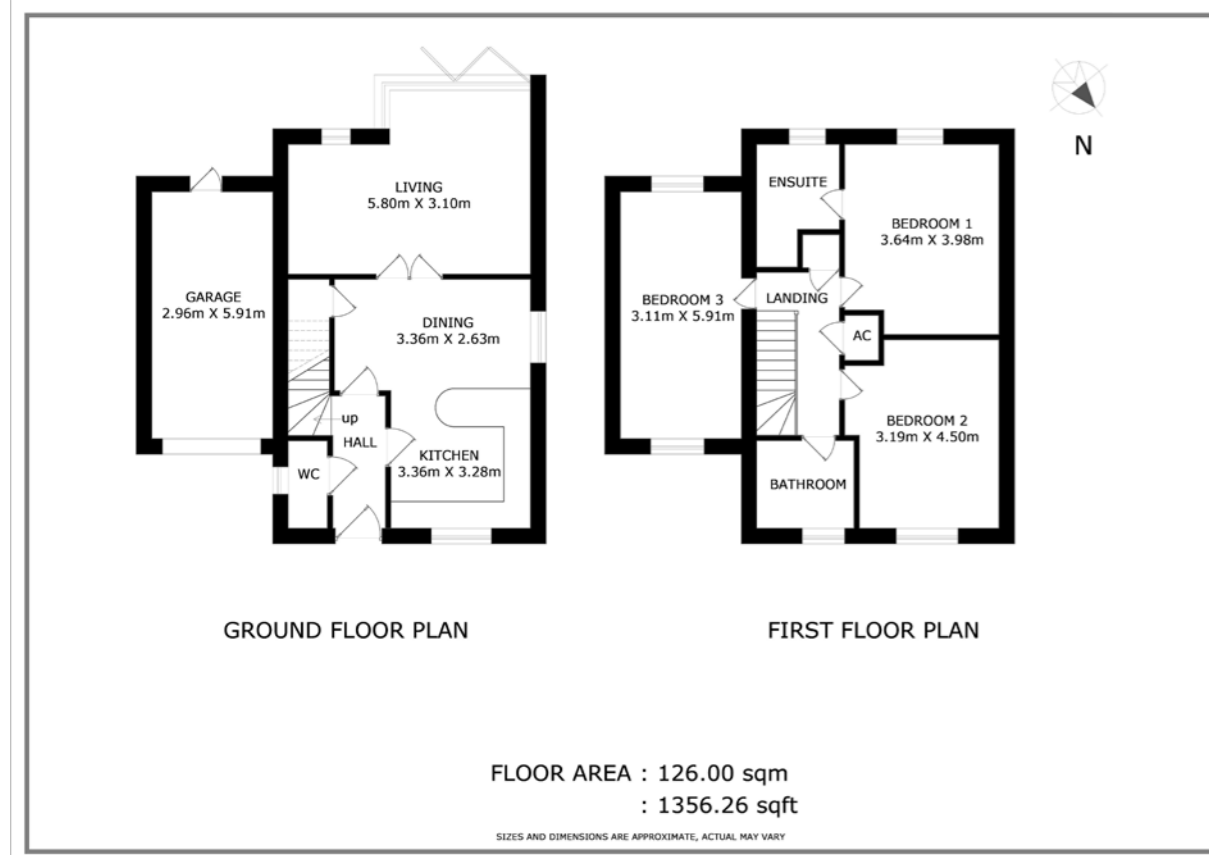 N
LIVING
5.80m X 3.10m
GARAGE
2.96m X 5.91m
DINING
3.36m X 2.63m
up
HALL
WC
KITCHEN
3.36m X 3.28m
GROUND FLOOR PLAN
ENSUITE
BEDROOM 1
3.64m X 3.98m
BEDROOM 3
3.11m X 5.91m
LANDING
AC
BEDROOM 2
3.19m X 4.50m
BATHROOM
FIRST FLOOR PLAN
FLOOR AREA : 126.00 sqm
: 1356.26 sqft
SIZES AND DIMENSIONS ARE APPROXIMATE, ACTUAL MAY VARY